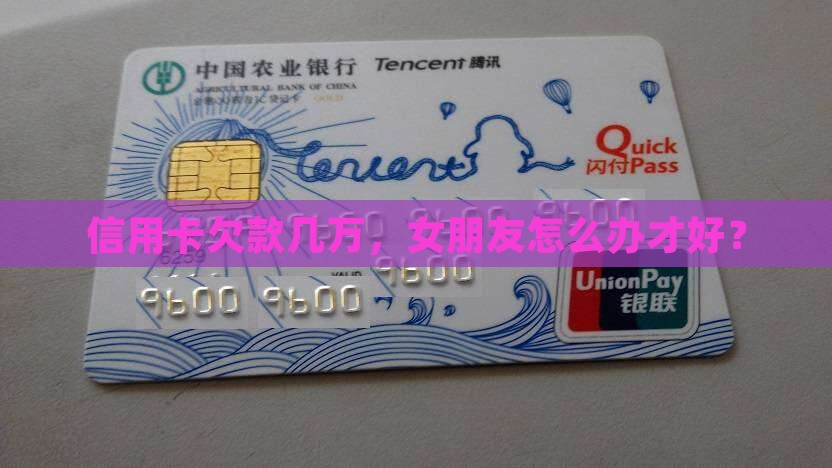 中国农业银行 Tencent 腾讯
AGRICULTURAL BANK OF CHINA
GOLD
Tencent
Quick
闪付Pass
信用卡欠款几万，女朋友怎么办才好？
6259
VALID
9600
9600 9600
UnionPay
银联